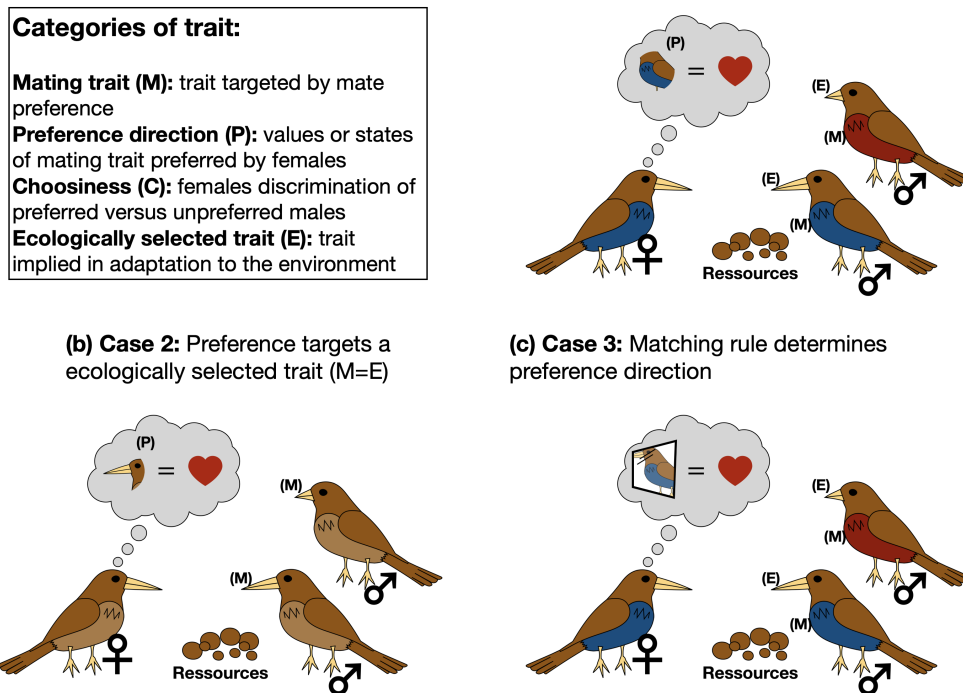 Categories of trait:
Mating trait (M): trait targeted by mate
preference
Preference direction (P): values or states
of mating trait preferred by females
Choosiness (C): females discrimination of
preferred versus unpreferred males
Ecologically selected trait (E): trait
implied in adaptation to the environment
(P)
=
(E)
(M)
(E)
(M)
♀
♂
♂
Ressources
(b) Case 2: Preference targets a
ecologically selected trait (M=E)
(P)
=
(M)
(M)
♀
♂
♂
Ressources
(c) Case 3: Matching rule determines
preference direction
=
(E)
(M)
(E)
(M)
♀
♂
♂
Ressources